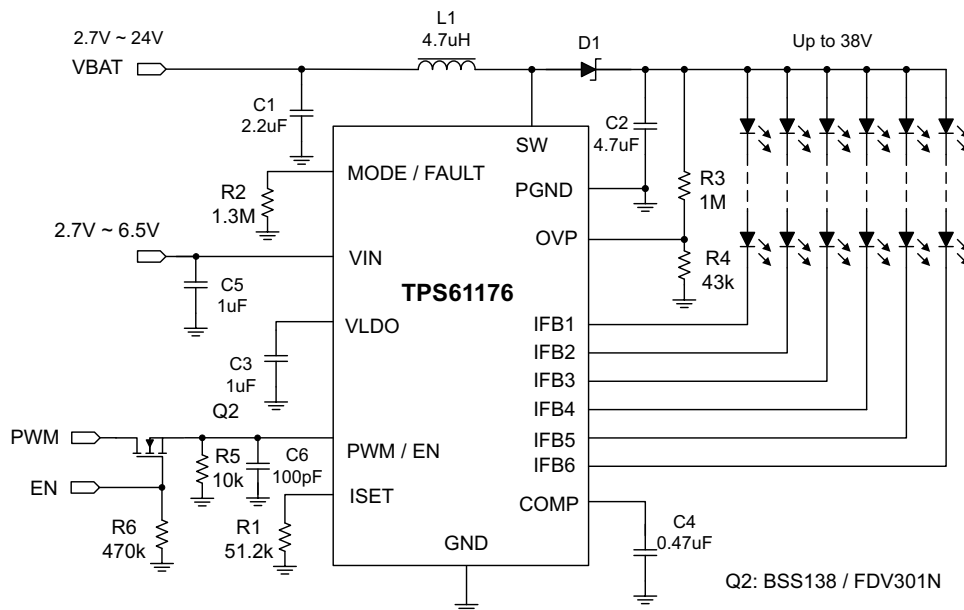 L1
4.7uH
2.7V ~ 24V
VBAT
D1
Up to 38V
C1
2.2uF
SW
C2
4.7uF
MODE / FAULT
R2
1.3M
PGND
R3
1M
2.7V ~ 6.5V
VIN
OVP
R4
43k
C5
1uF
TPS61176
VLDO
IFB1
C3
1uF
IFB2
IFB3
Q2
IFB4
PWM
PWM / EN
IFB5
R5
10k
C6
100pF
IFB6
EN
ISET
COMP
R6
470k
R1
51.2k
GND
C4
0.47uF
Q2: BSS138 / FDV301N